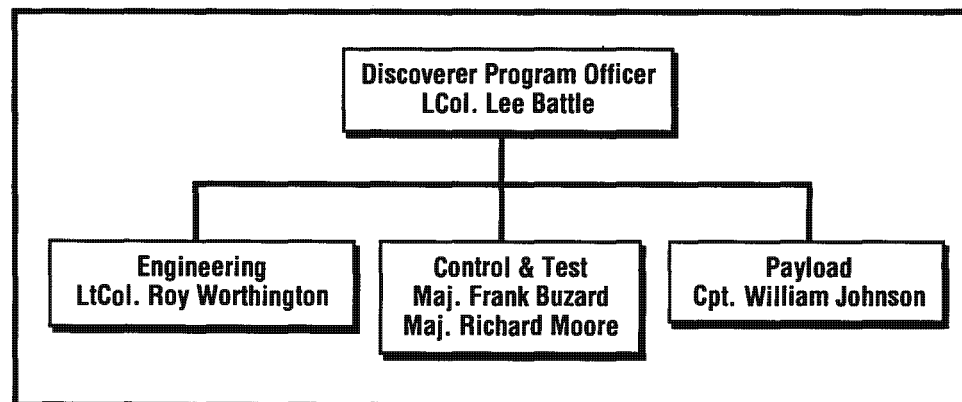 Discoverer Program Officer
LCol. Lee Battle
Engineering
LtCol. Roy Worthington
Control & Test
Maj. Frank Buzard
Maj. Richard Moore
Payload
Cpt. William Johnson